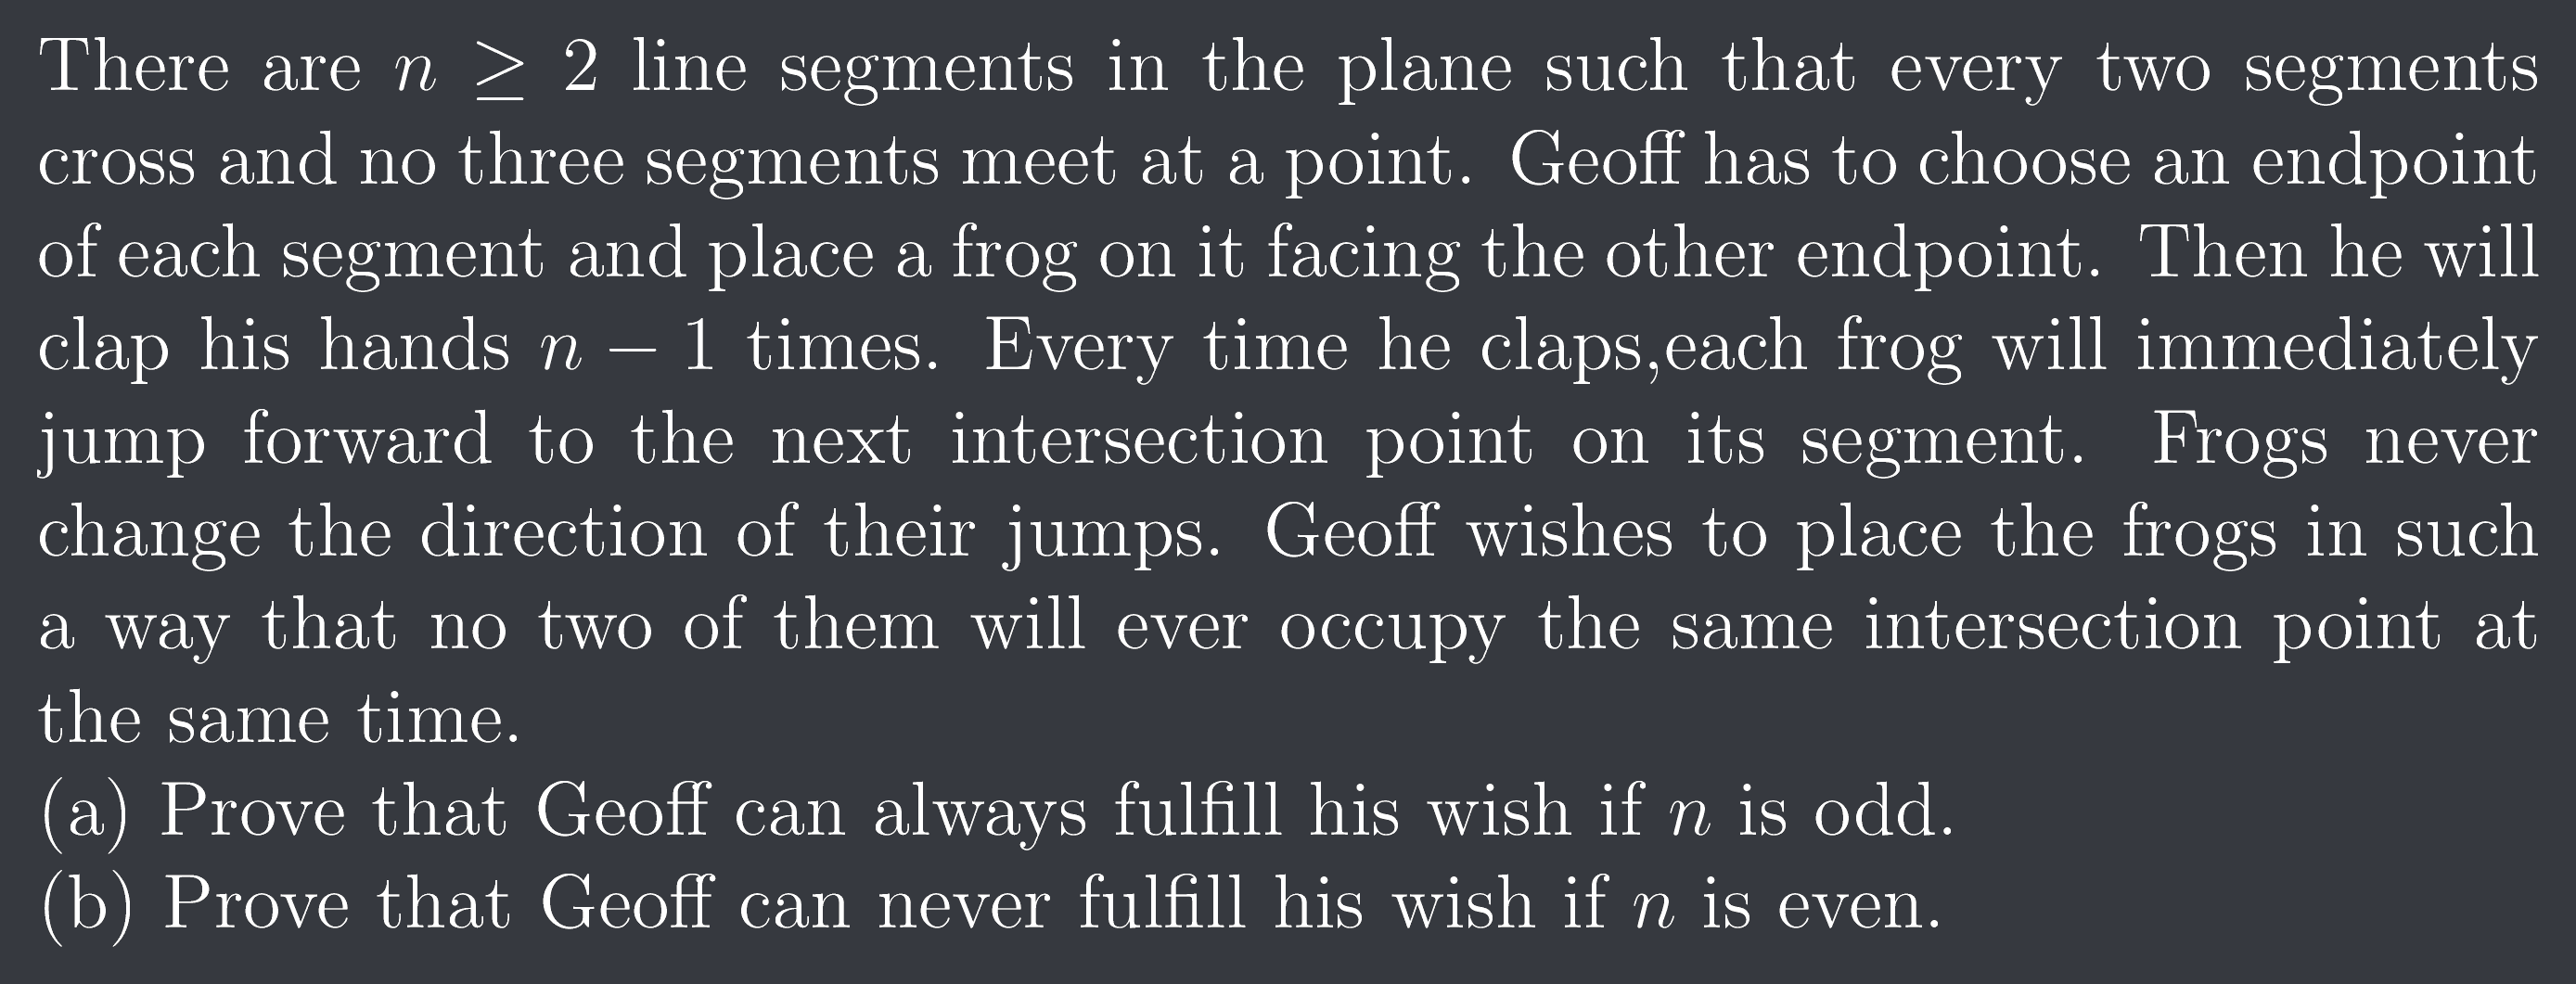 There are n ≥ 2 line segments in the plane such that every two segments
cross and no three segments meet at a point. Geoff has to choose an endpoint
of each segment and place a frog on it facing the other endpoint. Then he will
clap his hands n − 1 times. Every time he claps,each frog will immediately
jump forward to the next intersection point on its segment. Frogs never
change the direction of their jumps. Geoff wishes to place the frogs in such
a way that no two of them will ever occupy the same intersection point at
the same time.
(a) Prove that Geoff can always fulfill his wish if n is odd.
(b) Prove that Geoff can never fulfill his wish if n is even.